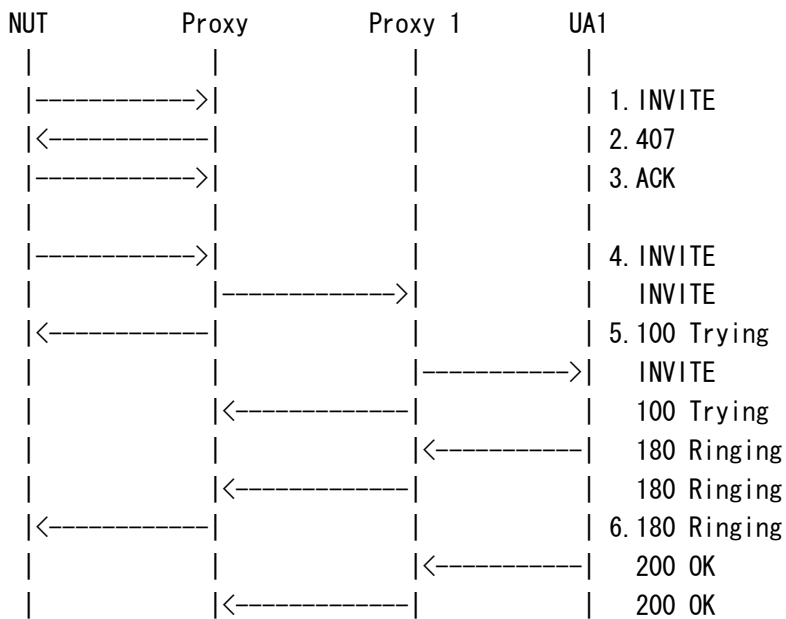 NUT Proxy Proxy 1 UA1
| | | |
|------------>| | | 1.INVITE
|<------------| | | 2.407
|------------>| | | 3.ACK
| | | |
|------------>| | | 4.INVITE
| |------------->| | INVITE
|<------------| | | 5.100 Trying
| | |----------->| INVITE
| |<-------------| | 100 Trying
| | |<-----------| 180 Ringing
| |<-------------| | 180 Ringing
|<------------| | | 6.180 Ringing
| | |<-----------| 200 OK
| |<-------------| | 200 OK